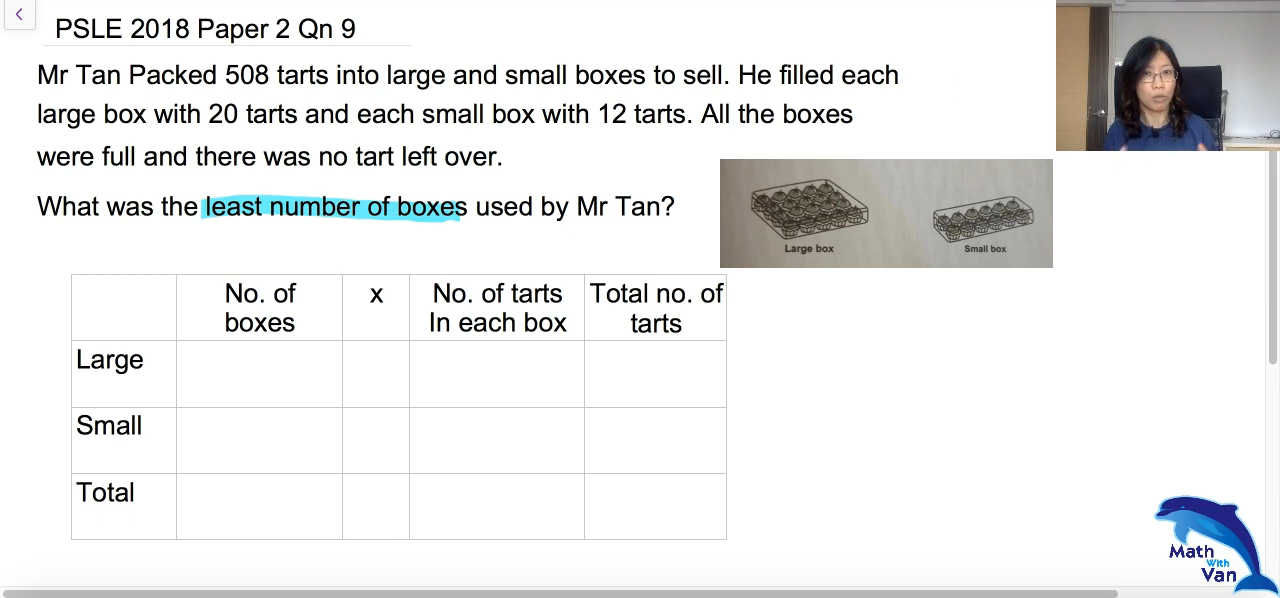 PSLE 2018 Paper 2 Qn 9
Mr Tan Packed 508 tarts into large and small boxes to sell. He filled each
large box with 20 tarts and each small box with 12 tarts. All the boxes
were full and there was no tart left over.
What was the least number of boxes used by Mr Tan?
Large box
Small box
No. of
boxes
x
No. of tarts
In each box
Total no. of
tarts
Large
Small
Total
Math
With
Van